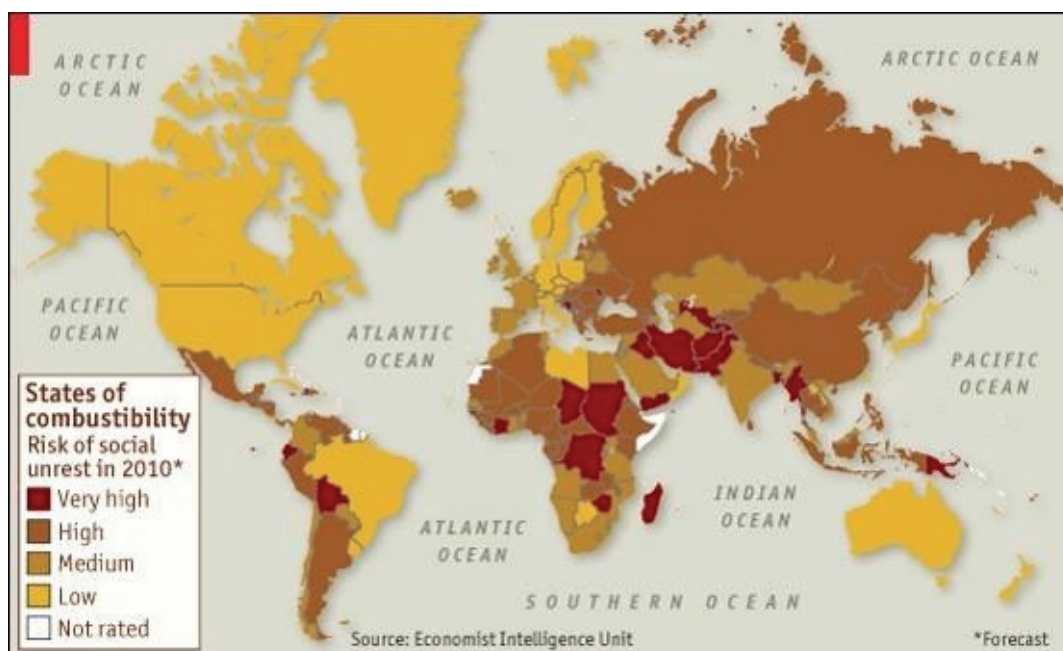 ARCTIC
OCEAN
ARCTIC OCEAN
PACIFIC
OCEAN
ATLANTIC
OCEAN
PACIFIC
OCEAN
States of
combustibility
Risk of social
unrest in 2010*
Very high
High
Medium
Low
Not rated
ATLANTIC
OCEAN
INDIAN
OCEAN
SOUTHERN OCEAN
Source: Economist Intelligence Unit
*Forecast